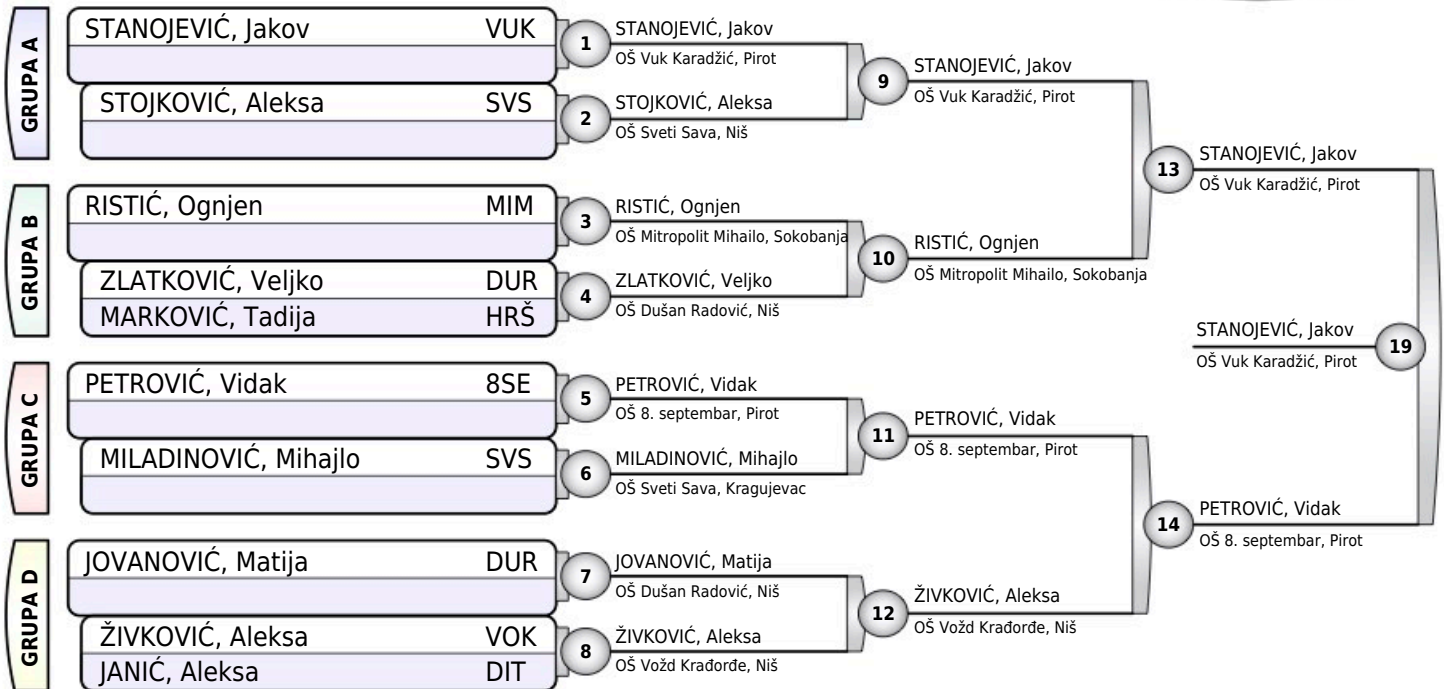 GRUPA A
STANOJEVIĆ, Jakov VUK
STOJKOVIĆ, Aleksa SVS
GRUPA B
RISTIĆ, Ognjen MIM
ZLATKOVIĆ, Veljko DUR
MARKOVIĆ, Tadija HRŠ
GRUPA C
PETROVIĆ, Vidak 8SE
MILADINOVIĆ, Mihajlo SVS
GRUPA D
JOVANOVIĆ, Matija DUR
ŽIVKOVIĆ, Aleksa VOK
JANIĆ, Aleksa DIT
1
STANOJEVIĆ, Jakov
OŠ Vuk Karadžić, Pirot
2
STOJKOVIĆ, Aleksa
OŠ Sveti Sava, Niš
3
RISTIĆ, Ognjen
OŠ Mitropolit Mihailo, Sokobanja
4
ZLATKOVIĆ, Veljko
OŠ Dušan Radović, Niš
5
PETROVIĆ, Vidak
OŠ 8. septembar, Pirot
6
MILADINOVIĆ, Mihajlo
OŠ Sveti Sava, Kragujevac
7
JOVANOVIĆ, Matija
OŠ Dušan Radović, Niš
8
ŽIVKOVIĆ, Aleksa
OŠ Vožd Krađorđe, Niš
9
STANOJEVIĆ, Jakov
OŠ Vuk Karadžić, Pirot
10
RISTIĆ, Ognjen
OŠ Mitropolit Mihailo, Sokobanja
11
PETROVIĆ, Vidak
OŠ 8. septembar, Pirot
12
ŽIVKOVIĆ, Aleksa
OŠ Vožd Krađorđe, Niš
13
STANOJEVIĆ, Jakov
OŠ Vuk Karadžić, Pirot
14
PETROVIĆ, Vidak
OŠ 8. septembar, Pirot
STANOJEVIĆ, Jakov
OŠ Vuk Karadžić, Pirot
19